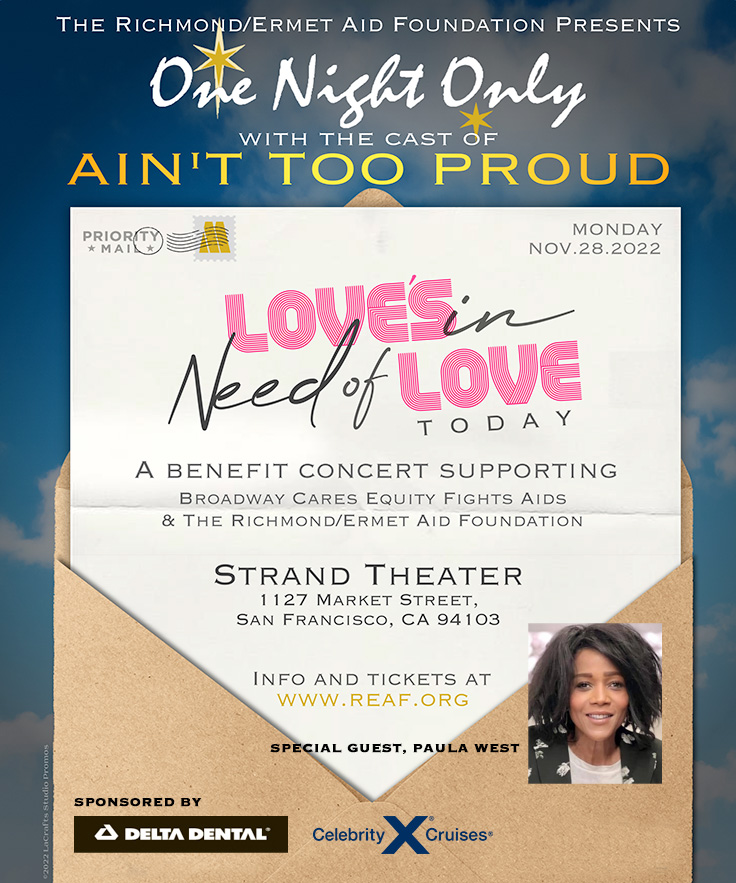 The Richmond/Ermet Aid Foundation Presents
One Night Only
with the cast of
AIN'T TOO PROUD
PRIORITY
★ MAIL ★
MONDAY
NOV.28.2022
LOVE'S in
Need of LOVE
TODAY
A benefit concert supporting
Broadway Cares Equity Fights Aids
& The Richmond/Ermet Aid Foundation
Strand Theater
1127 Market Street,
San Francisco, CA 94103
Info and tickets at
www.reaf.org
SPECIAL GUEST, PAULA WEST
SPONSORED BY
DELTA DENTAL®
Celebrity X® Cruises®
©2022 LaCrafts Studio Promos